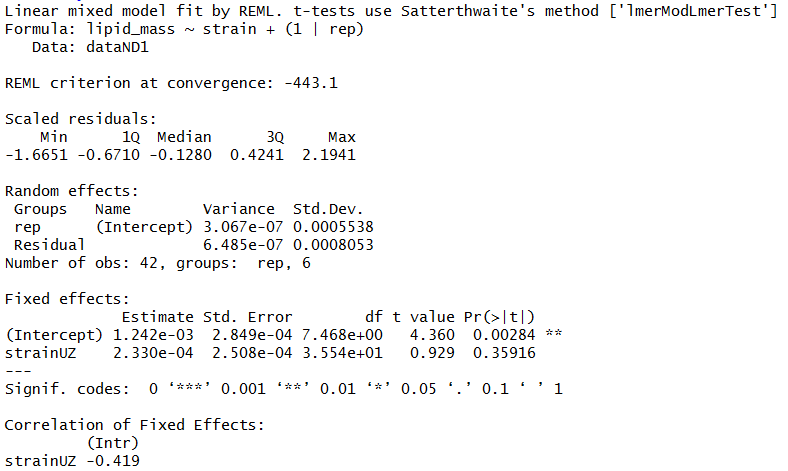 Linear mixed model fit by REML. t-tests use Satterthwaite's method ['lmerModLmerTest']
Formula: lipid_mass ~ strain + (1 | rep)
   Data: dataND1
REML criterion at convergence: -443.1
Scaled residuals:
    Min      1Q  Median      3Q     Max
-1.6651 -0.6710 -0.1280  0.4241  2.1941
Random effects:
 Groups   Name        Variance  Std.Dev.
 rep      (Intercept) 3.067e-07 0.0005538
 Residual             6.485e-07 0.0008053
Number of obs: 42, groups:  rep, 6
Fixed effects:
             Estimate Std. Error        df t value Pr(>|t|)
(Intercept) 1.242e-03  2.849e-04 7.468e+00   4.360  0.00284 **
strainUZ    2.330e-04  2.508e-04 3.554e+01   0.929  0.35916
---
Signif. codes:  0 ‘***’ 0.001 ‘**’ 0.01 ‘*’ 0.05 ‘.’ 0.1 ‘ ’ 1
Correlation of Fixed Effects:
         (Intr)
strainUZ -0.419